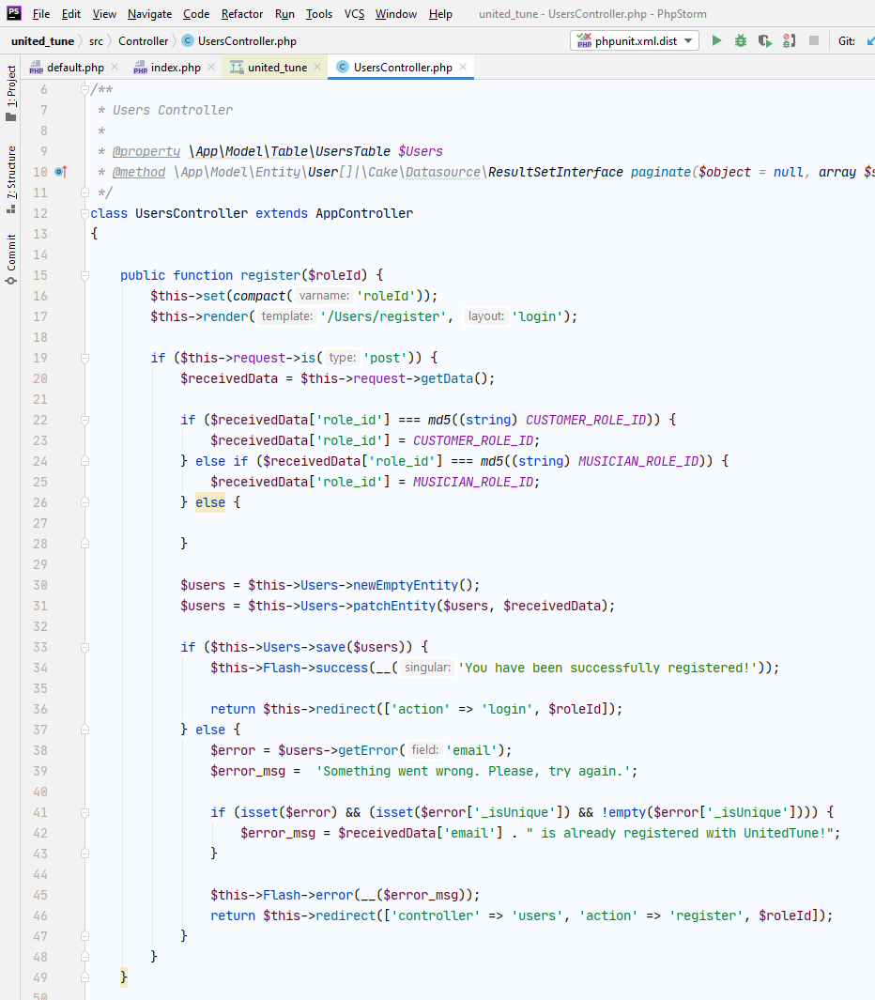 PS File Edit View Navigate Code Refactor Run Tools VCS Window Help united_tune - UsersController.php - PhpStorm
united_tune src Controller C UsersController.php PHP phpunit.xml.dist Git:
PHP default.php PHP index.php united_tune C UsersController.php
1: Project
7: Structure
Commit
6 /**
7 * Users Controller
8 *
9 * @property \App\Model\Table\UsersTable $Users
10 * @method \App\Model\Entity\User[]|\Cake\Datasource\ResultSetInterface paginate($object = null, array $s
11 */
12 class UsersController extends AppController
13 {
14
15 public function register($roleId) {
16 $this->set(compact( varname: 'roleId'));
17 $this->render( template: '/Users/register', layout: 'login');
18
19 if ($this->request->is( type: 'post')) {
20 $receivedData = $this->request->getData();
21
22 if ($receivedData['role_id'] === md5((string) CUSTOMER_ROLE_ID)) {
23 $receivedData['role_id'] = CUSTOMER_ROLE_ID;
24 } else if ($receivedData['role_id'] === md5((string) MUSICIAN_ROLE_ID)) {
25 $receivedData['role_id'] = MUSICIAN_ROLE_ID;
26 } else {
27
28 }
29
30 $users = $this->Users->newEmptyEntity();
31 $users = $this->Users->patchEntity($users, $receivedData);
32
33 if ($this->Users->save($users)) {
34 $this->Flash->success(__( singular: 'You have been successfully registered!'));
35
36 return $this->redirect(['action' => 'login', $roleId]);
37 } else {
38 $error = $users->getError( field: 'email');
39 $error_msg = 'Something went wrong. Please, try again.';
40
41 if (isset($error) && (isset($error['_isUnique']) && !empty($error['_isUnique']))) {
42 $error_msg = $receivedData['email'] . " is already registered with UnitedTune!";
43 }
44
45 $this->Flash->error(__($error_msg));
46 return $this->redirect(['controller' => 'users', 'action' => 'register', $roleId]);
47 }
48 }
49 }
50